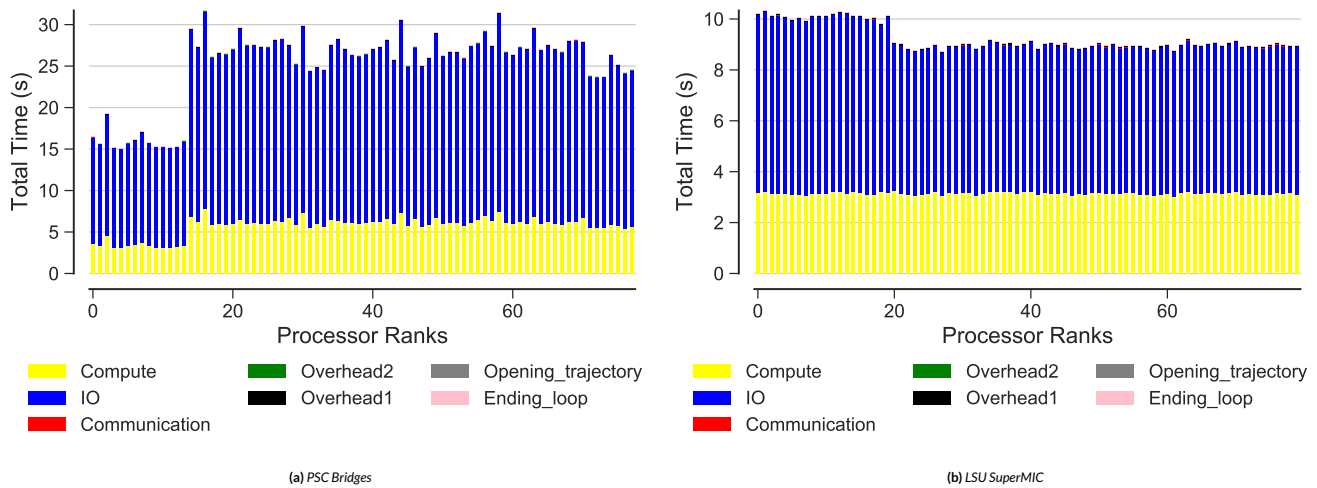 30
25
20
15
10
5
0
Total Time (s)
0 20 40 60
Processor Ranks
Compute Overhead2 Opening_trajectory
IO Overhead1 Ending_loop
Communication
(a) PSC Bridges
10
8
6
4
2
0
Total Time (s)
0 20 40 60
Processor Ranks
Compute Overhead2 Opening_trajectory
IO Overhead1 Ending_loop
Communication
(b) LSU SuperMIC